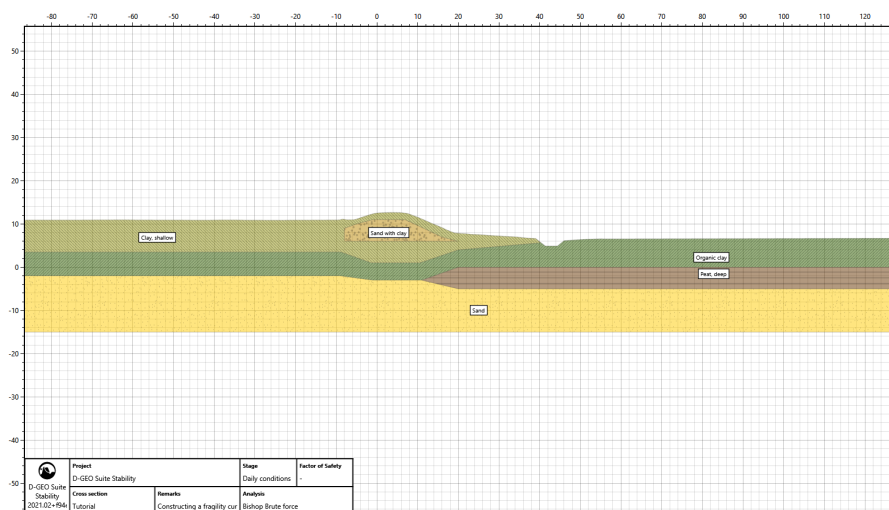 -80 -70 -60 -50 -40 -30 -20 -10 0 10 20 30 40 50 60 70 80 90 100 110 120
50
40
30
20
10
0
-10
-20
-30
-40
-50
Clay, shallow
Sand with clay
Organic clay
Peat, deep
Sand
D-GEO Suite
Stability
Project
D-GEO Suite Stability
Stage
Daily conditions
Factor of Safety
-
Cross section
Tutorial
Remarks
Constructing a fragility cur
Analysis
Bishop Brute force